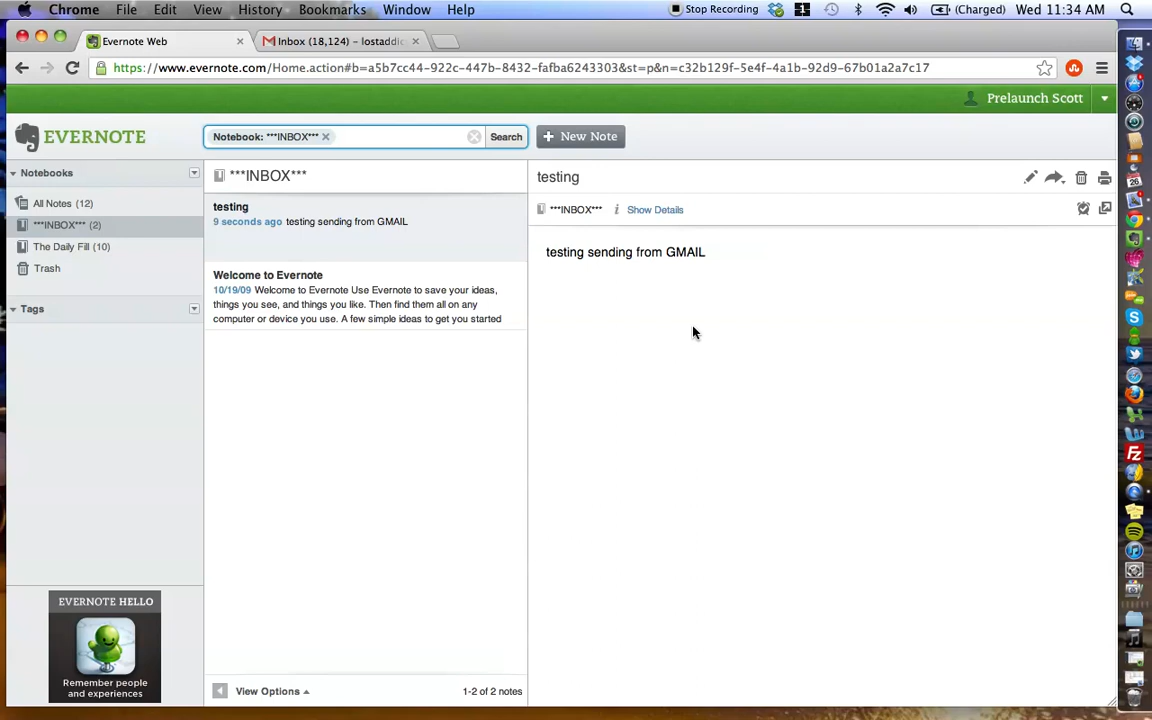 Chrome File Edit View History Bookmarks Window Help Stop Recording 1 (Charged) Wed 11:34 AM
Evernote Web × Inbox (18,124) – lostaddic ×
https://www.evernote.com/Home.action#b=a5b7cc44-922c-447b-8432-fafba6243303&st=p&n=c32b129f-5e4f-4a1b-92d9-67b01a2a7c17
Prelaunch Scott
EVERNOTE Notebook: ***INBOX*** × Search + New Note
Notebooks
All Notes (12)
***INBOX*** (2)
The Daily Fill (10)
Trash
Tags
***INBOX***
testing
9 seconds ago testing sending from GMAIL
Welcome to Evernote
10/19/09 Welcome to Evernote Use Evernote to save your ideas,
things you see, and things you like. Then find them all on any
computer or device you use. A few simple ideas to get you started
testing
***INBOX*** i Show Details
testing sending from GMAIL
EVERNOTE HELLO
Remember people
and experiences
View Options 1-2 of 2 notes